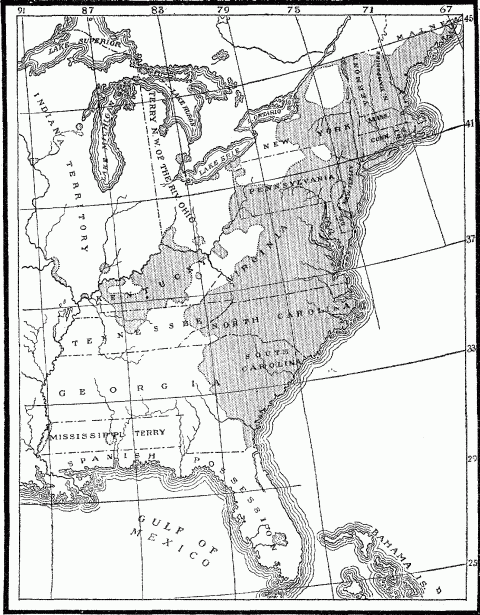 91 87 83 79 75 71 67
45
41
37
33
29
25
LAKE SUPERIOR
MAINE
VERMONT
LAKE HURON
LAKE MICHIGAN
ONTARIO
LAKE ERIE
INDIANA TERRITORY
TERRY N.W. OF THE RIV. OHIO
NEW YORK
MASS.
CONN.
PENNSYLVANIA
VIRGINIA
KENTUCKY
TENNESSEE
NORTH CAROLINA
SOUTH
CAROLINA
GEORGIA
MISSISSIPPI TERRY
SPANISH POSSESSIONS
GULF OF
MEXICO
BAHAMA IS